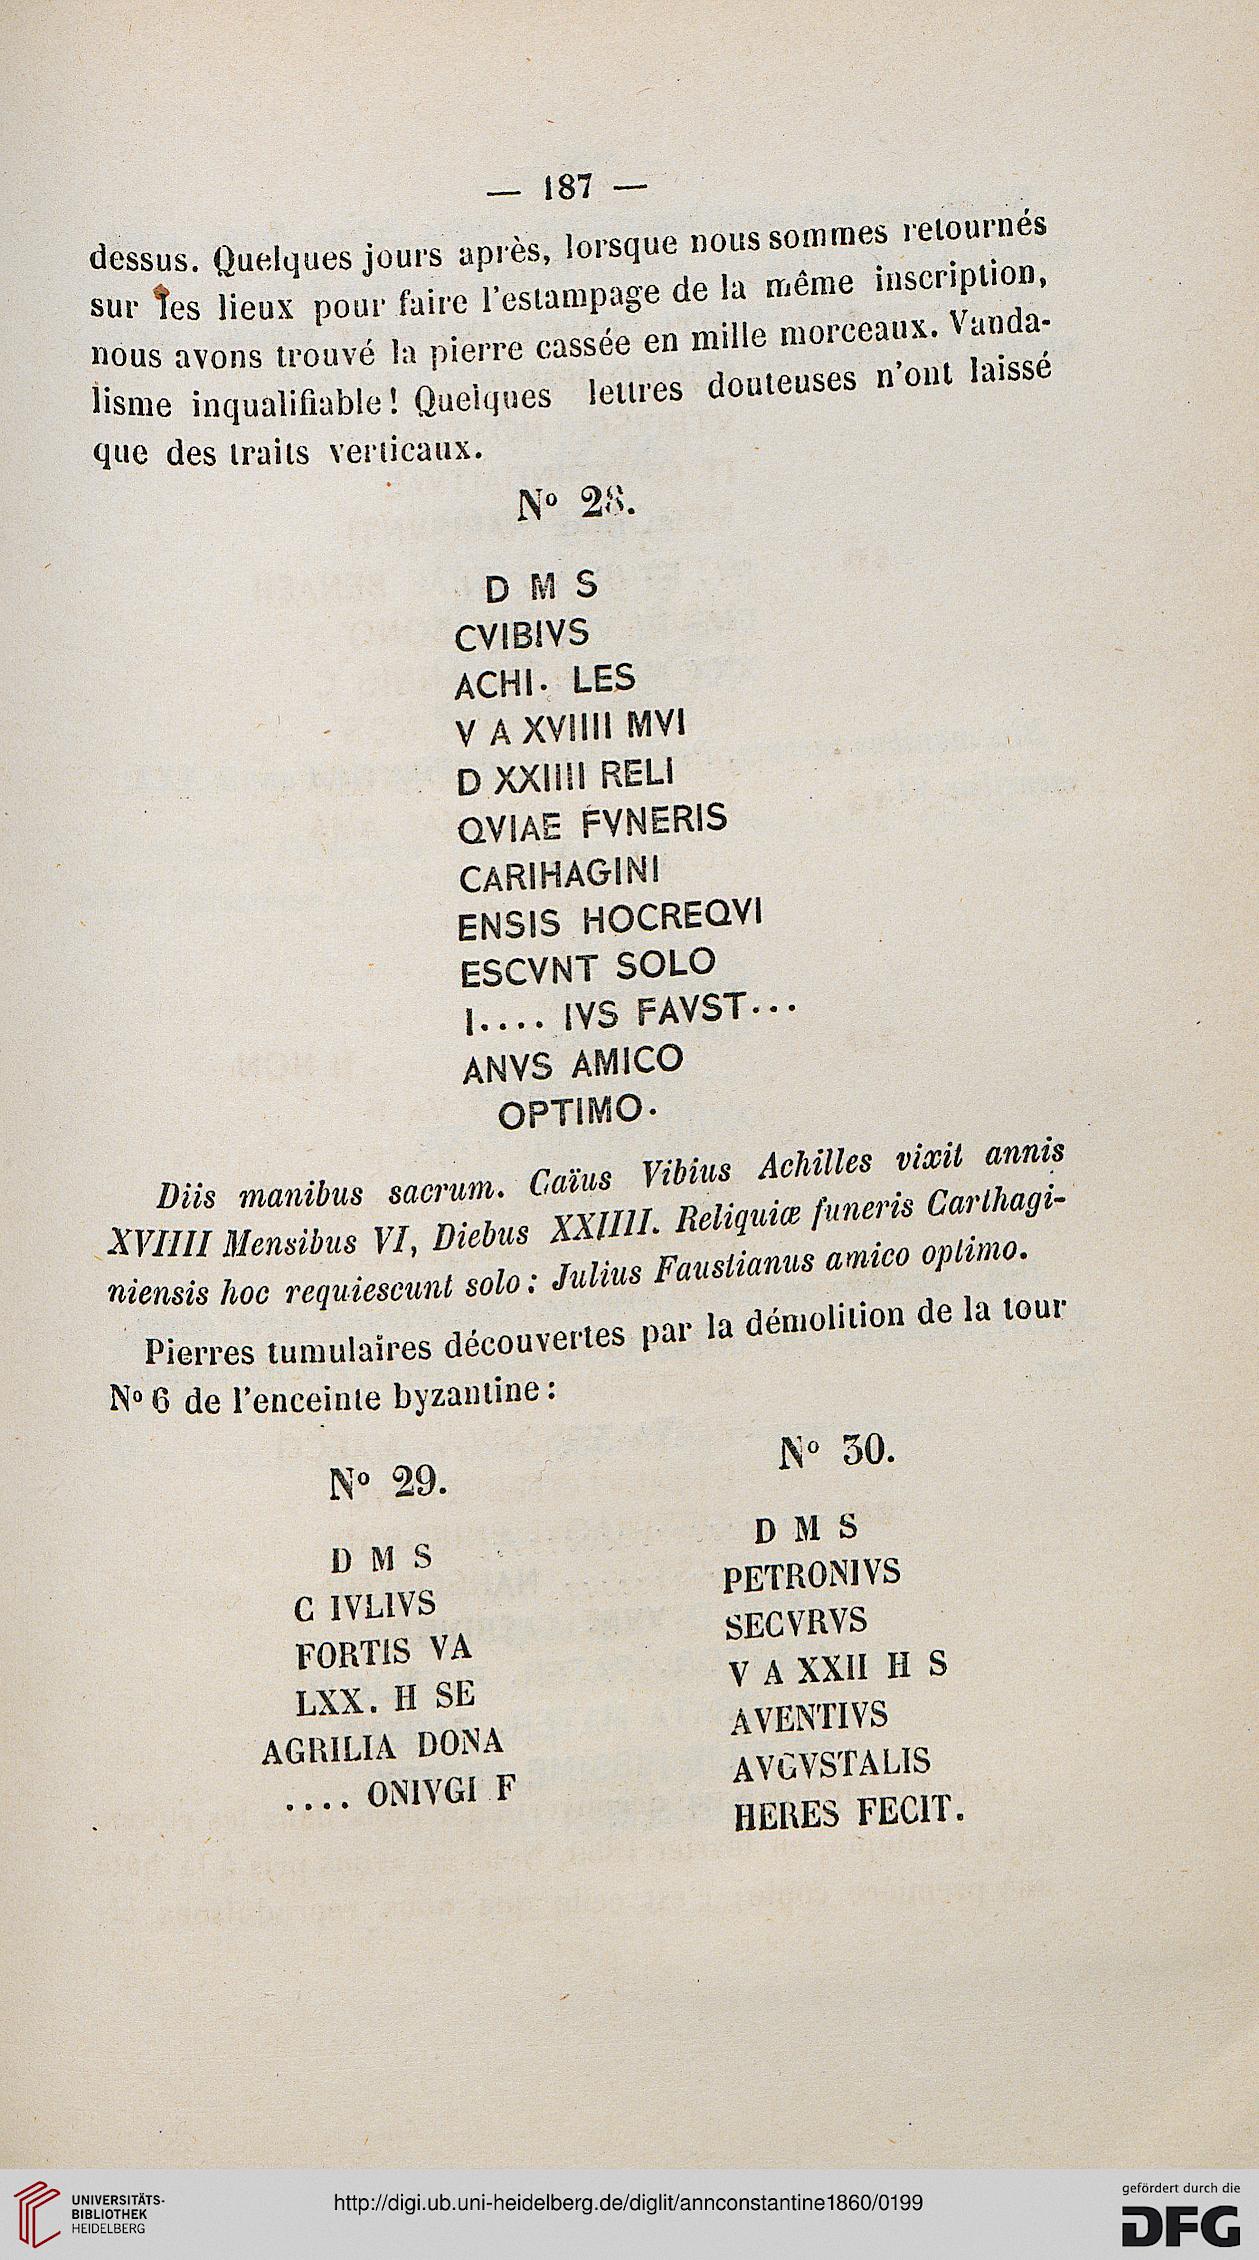 — 187 —
dessus. Quelques jours après, lorsque nous sommes retournés
sur les lieux pour faire l'estampage de la même inscription,
nous avons trouvé la pierre cassée en mille morceaux. Vanda-
lisme inqualifiable! Quelques lettres douteuses n'ont laissé
que des traits verticaux.
N° 28.
D M S
CVIBIVS
ACHI. LES
V A XVIIII MVI
D XXIIII RELI
QVIAE FVNERIS
CARIHAGINI
ENSIS HOCREQVI
ESCVNT SOLO
I.... IVS FAVST...
ANVS AMICO
OPTIMO.
Diis manibus sacrum. Caïus Vibius Achilles vixit annis
XVIIII Mensibus VI, Diebus XXIIII. Reliquiæ funeris Carthagi-
niensis hoc requiescunt solo: Julius Faustianus amico optimo.
Pierres tumulaires découvertes par la démolition de la tour
N° 6 de l'enceinte byzantine:
N° 29.
D M S
C IVLIVS
FORTIS VA
LXX. H SE
AGRILIA DONA
.... ONIVGI F
N° 30.
D M S
PETRONIVS
SECVRVS
V A XXII H S
AVENTIVS
AVGVSTALIS
HERES FECIT.
UNIVERSITÄTS-
BIBLIOTHEK
HEIDELBERG
http://digi.ub.uni-heidelberg.de/diglit/annconstantine1860/0199
gefördert durch die
DFG